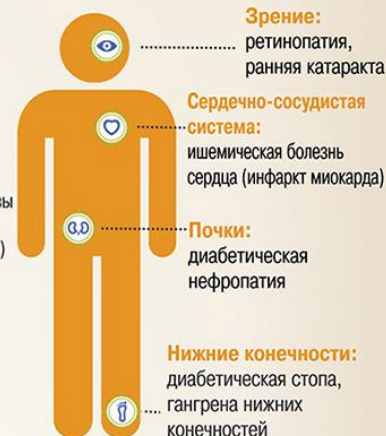 Зрение:
ретинопатия,
ранняя катаракта
Сердечно-сосудистая
система:
ишемическая болезнь
сердца (инфаркт миокарда)
Почки:
диабетическая
нефропатия
Нижние конечности:
диабетическая стопа,
гангрена нижних
конечностей